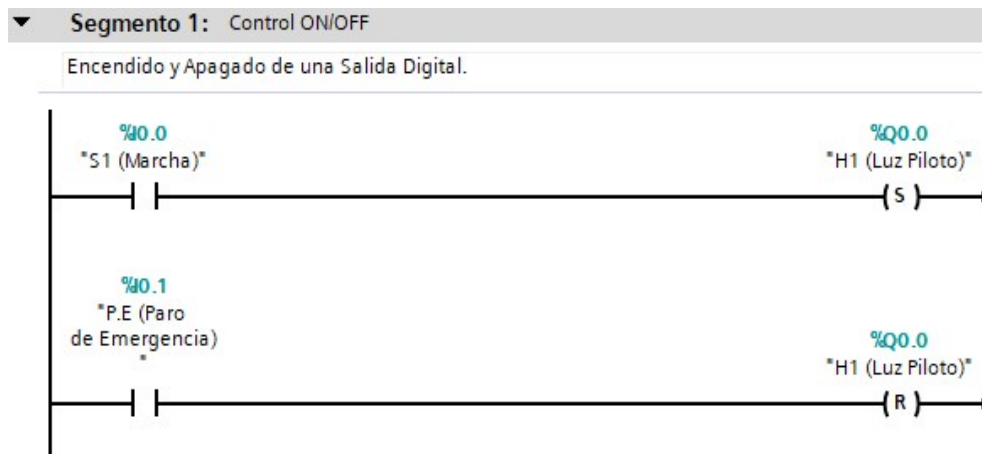 Segmento 1: Control ON/OFF
Encendido y Apagado de una Salida Digital.
%I0.0
"S1 (Marcha)"
%Q0.0
"H1 (Luz Piloto)"
( S )
%I0.1
"P.E (Paro
de Emergencia)
"
%Q0.0
"H1 (Luz Piloto)"
( R )